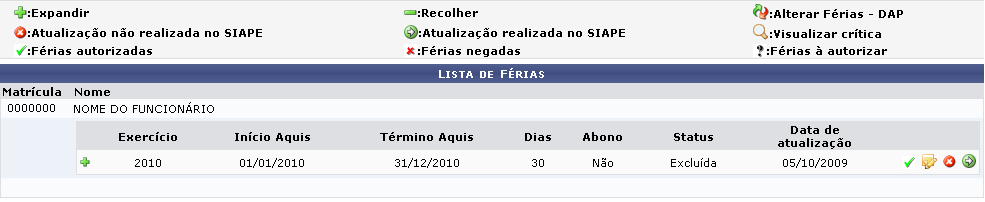 :Expandir :Recolher :Alterar Férias - DAP
:Atualização não realizada no SIAPE :Atualização realizada no SIAPE :Visualizar crítica
:Férias autorizadas :Férias negadas :Férias à autorizar
Lista de Férias
Matrícula Nome
0000000 NOME DO FUNCIONÁRIO
Exercício Início Aquis Término Aquis Dias Abono Status Data de atualização
2010 01/01/2010 31/12/2010 30 Não Excluída 05/10/2009